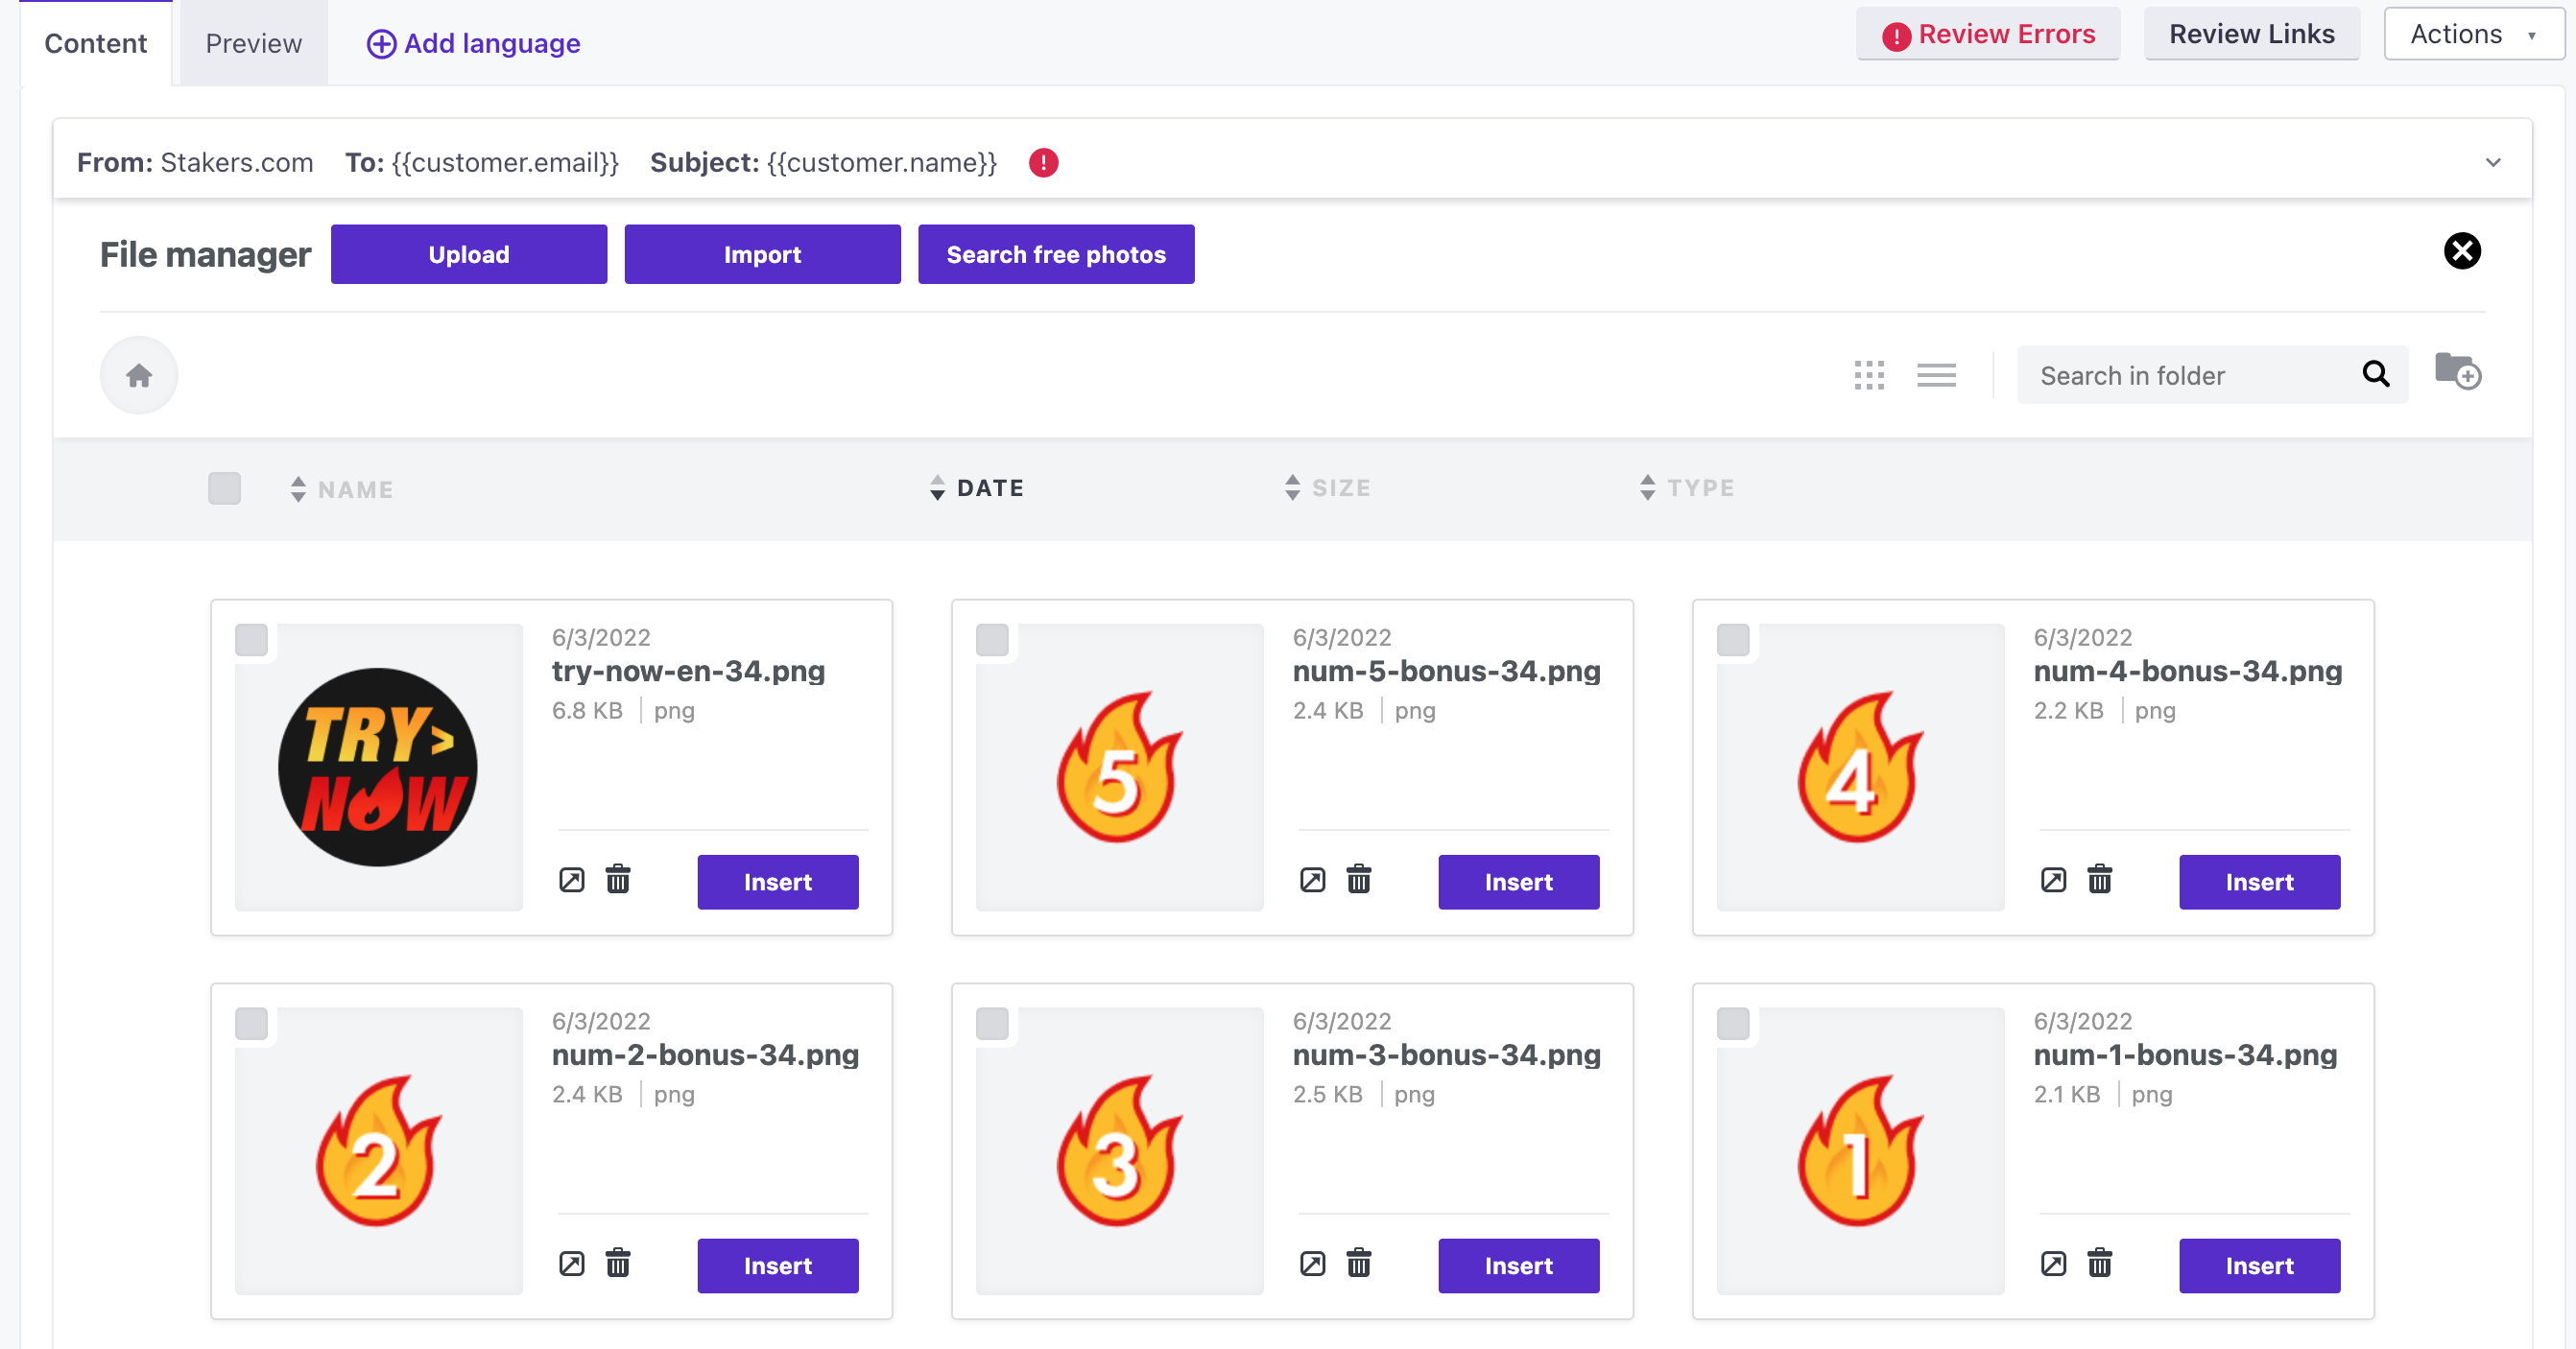 Content
Preview
Add language
Review Errors
Review Links
Actions
From: Stakers.com To: {{customer.email}} Subject: {{customer.name}}
File manager
Upload
Import
Search free photos
Search in folder
NAME
DATE
SIZE
TYPE
TRY>
NOW
6/3/2022
try-now-en-34.png
6.8 KB png
Insert
5
6/3/2022
num-5-bonus-34.png
2.4 KB png
Insert
4
6/3/2022
num-4-bonus-34.png
2.2 KB png
Insert
2
6/3/2022
num-2-bonus-34.png
2.4 KB png
Insert
3
6/3/2022
num-3-bonus-34.png
2.5 KB png
Insert
1
6/3/2022
num-1-bonus-34.png
2.1 KB png
Insert